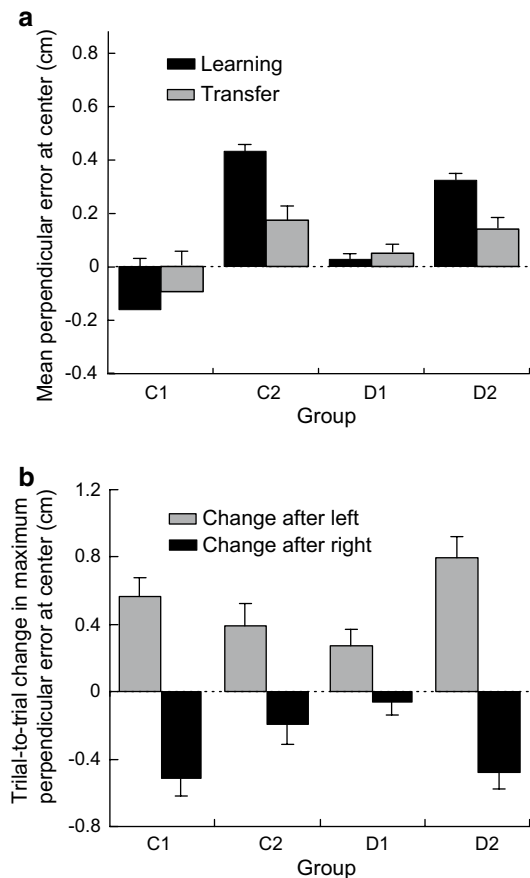 a
Mean perpendicular error at center (cm)
0.8
0.6
0.4
0.2
0
-0.2
-0.4
Learning
Transfer
C1 C2 D1 D2
Group
b
Trilal-to-trial change in maximum
perpendicular error at center (cm)
1.2
0.8
0.4
0
-0.4
-0.8
Change after left
Change after right
C1 C2 D1 D2
Group